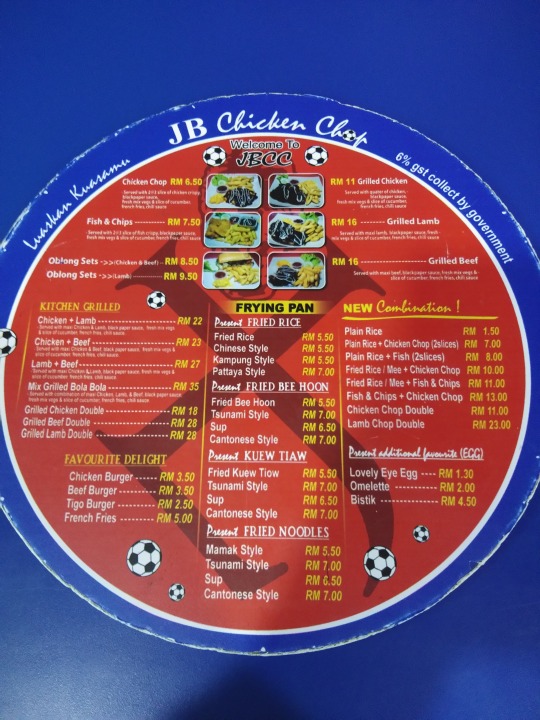 JB Chicken Chop
Luaskan Kuasamu
6% gst collect by government
Welcome To
JBCC
Chicken Chop RM 6.50
Fish & Chips ----------- RM 7.50
Oblong Sets ->>(Chicken & Beef)-- RM 8.50
Oblong Sets ->>(Lamb)----------- RM 9.50
RM 11 Grilled Chicken
RM 16 ------- Grilled Lamb
RM 16 --------------- Grilled Beef
KITCHEN GRILLED
Chicken + Lamb ------------------ RM 22
Chicken + Beef ------------------- RM 23
Lamb + Beef --------------------- RM 27
Mix Grilled Bola Bola -------------- RM 35
Grilled Chicken Double ------------ RM 18
Grilled Beef Double --------------- RM 28
Grilled Lamb Double -------------- RM 28
FAVOURITE DELIGHT
Chicken Burger ------ RM 3.50
Beef Burger --------- RM 3.50
Tigo Burger --------- RM 2.50
French Fries ------- RM 5.00
FRYING PAN
Present FRIED RICE
Fried Rice RM 5.50
Chinese Style RM 5.50
Kampung Style RM 5.50
Pattaya Style RM 7.00
Present FRIED BEE HOON
Fried Bee Hoon RM 5.50
Tsunami Style RM 7.00
Sup RM 6.50
Cantonese Style RM 7.00
Present KUEW TIAW
Fried Kuew Tiow RM 5.50
Tsunami Style RM 7.00
Sup RM 6.50
Cantonese Style RM 7.00
Present FRIED NOODLES
Mamak Style RM 5.50
Tsunami Style RM 7.00
Sup RM 6.50
Cantonese Style RM 7.00
NEW Combination !
Plain Rice RM 1.50
Plain Rice + Chicken Chop (2slices) RM 7.00
Plain Rice + Fish (2slices) RM 8.00
Fried Rice / Mee + Chicken Chop RM 10.00
Fried Rice / Mee + Fish & Chips RM 11.00
Fish & Chips + Chicken Chop RM 13.00
Chicken Chop Double RM 11.00
Lamb Chop Double RM 23.00
Present additional favourite (EGG)
Lovely Eye Egg ---- RM 1.30
Omelette ---------- RM 2.00
Bistik ------------- RM 4.50